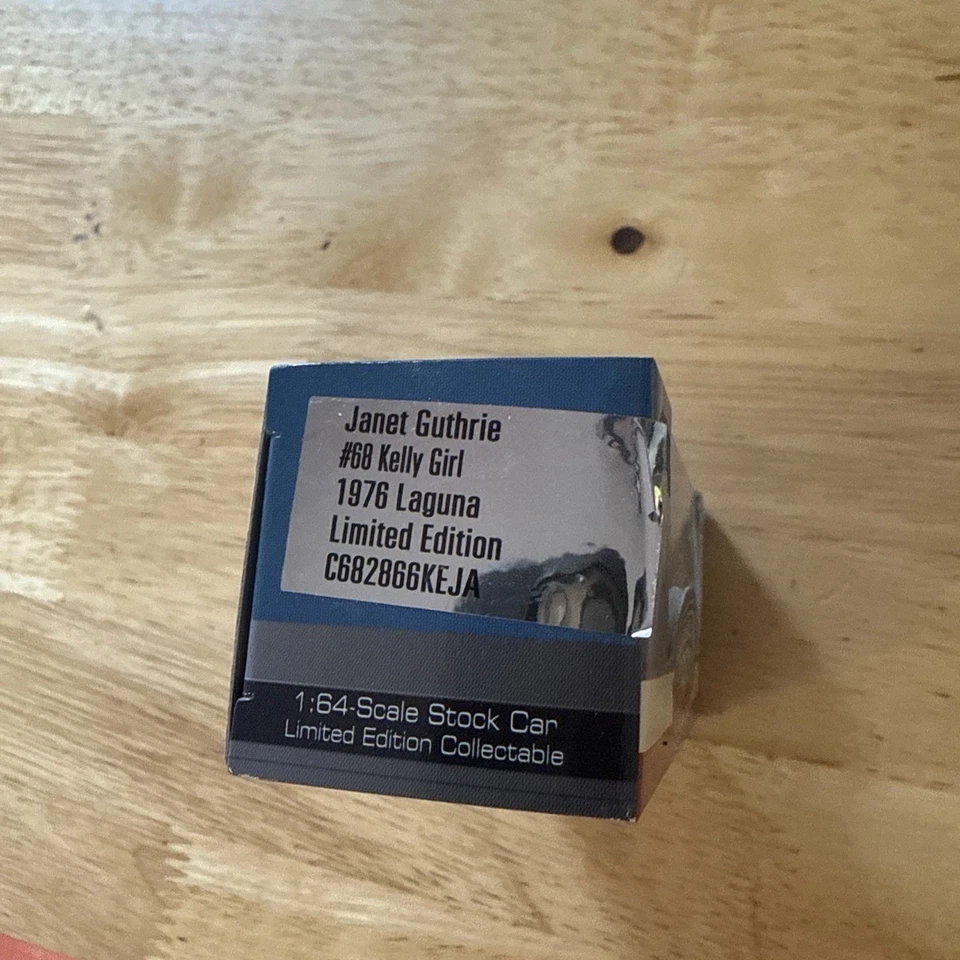 Janet Guthrie
#68 Kelly Girl
1976 Laguna
Limited Edition
C682866KEJA
1:64-Scale Stock Car
Limited Edition Collectable